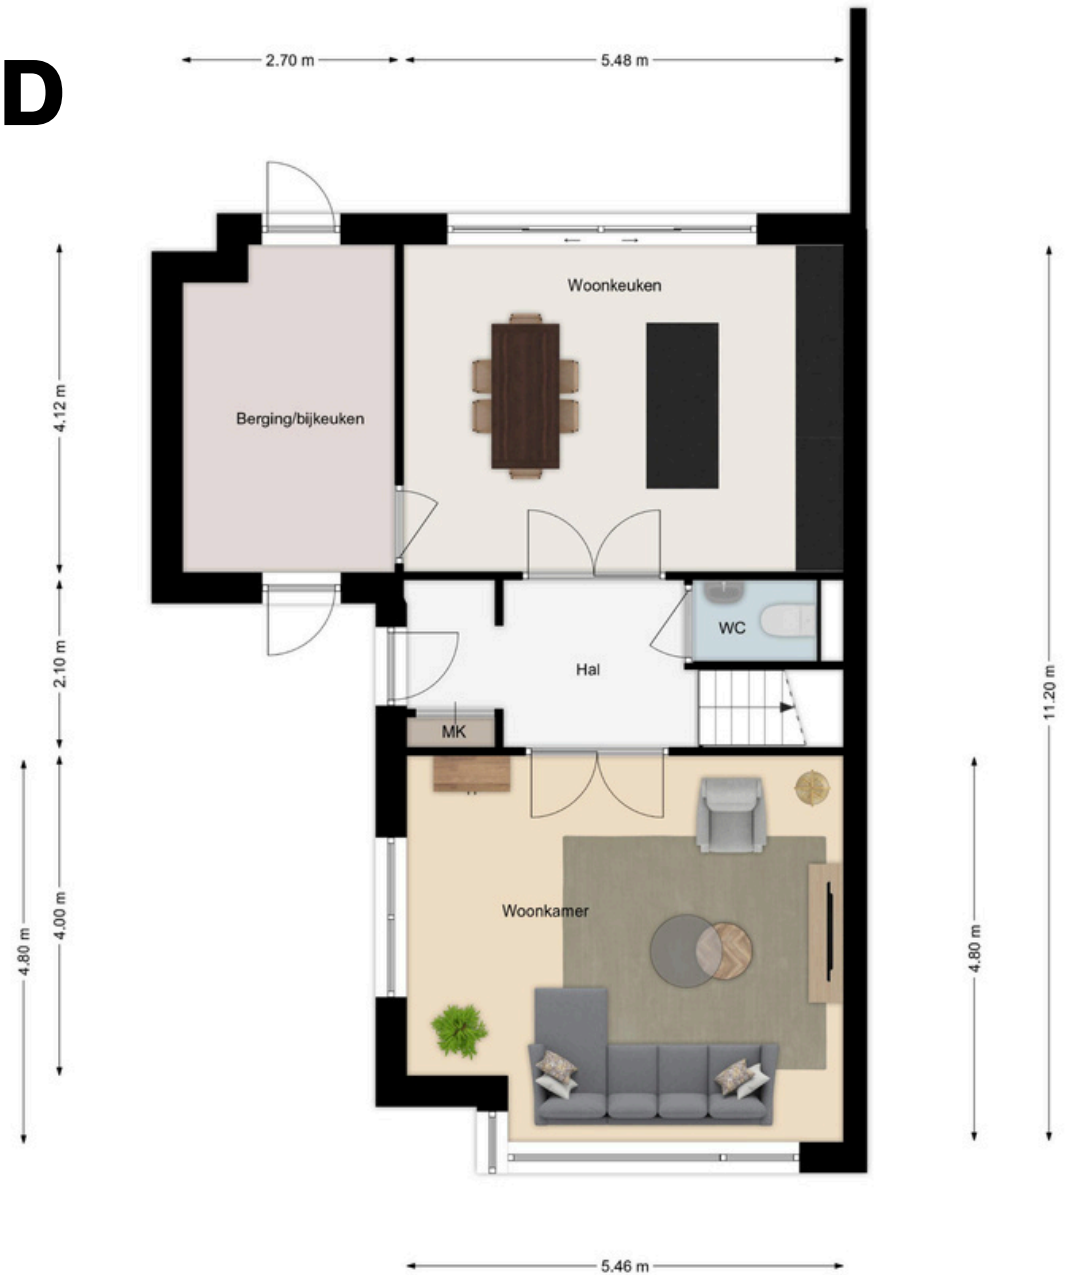 2.70 m
5.48 m
D
Woonkeuken
4.12 m
Berging/bijkeuken
WC
2.10 m
Hal
11.20 m
MK
4.00 m
Woonkamer
4.80 m
4.80 m
5.46 m